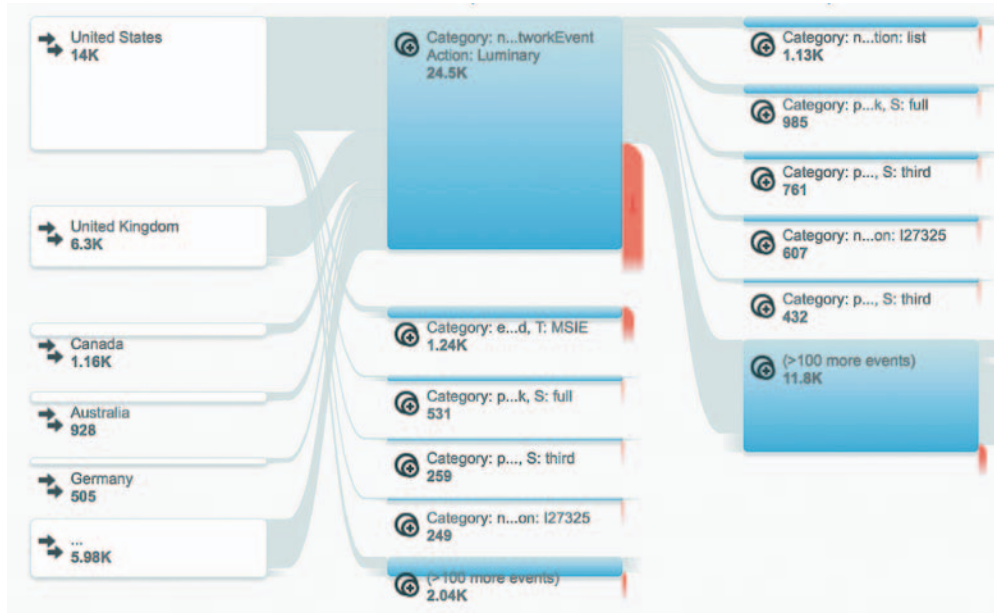 United States
14K
United Kingdom
6.3K
Canada
1.16K
Australia
928
Germany
505
...
5.98K
Category: n...tworkEvent
Action: Luminary
24.5K
Category: e...d, T: MSIE
1.24K
Category: p...k, S: full
531
Category: p..., S: third
259
Category: n...on: I27325
249
(>100 more events)
2.04K
Category: n...tion: list
1.13K
Category: p...k, S: full
985
Category: p..., S: third
761
Category: n...on: I27325
607
Category: p..., S: third
432
(>100 more events)
11.8K